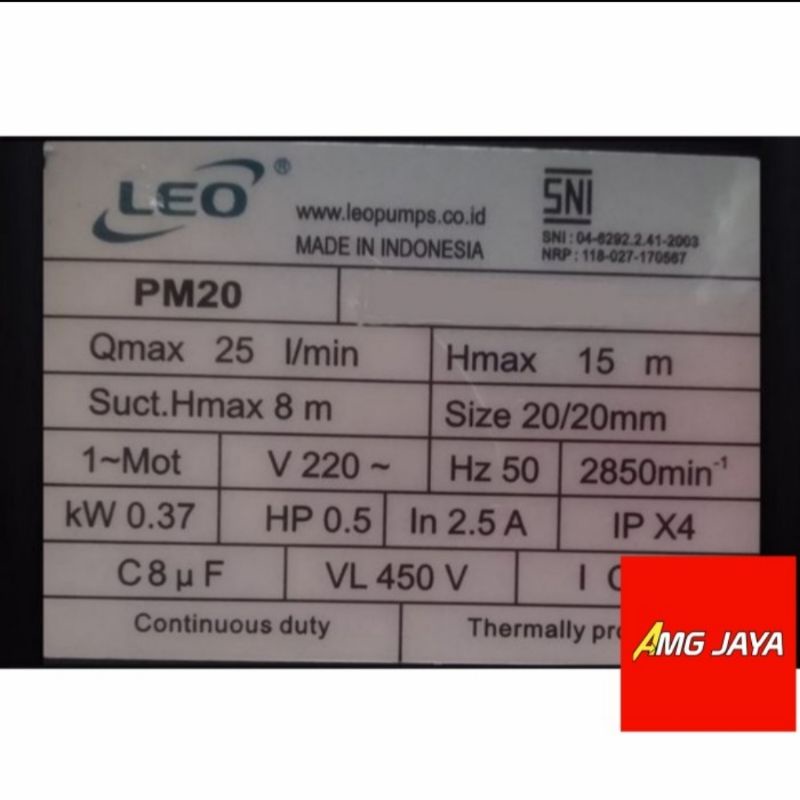 LEO ®
www.leopumps.co.id
MADE IN INDONESIA
SNI
SNI : 04-6292.2.41-2003
NRP : 118-027-170567
PM20
Qmax 25 l/min
Hmax 15 m
Suct.Hmax 8 m
Size 20/20mm
1~Mot
V 220 ~
Hz 50
2850min⁻¹
kW 0.37
HP 0.5
In 2.5 A
IP X4
C 8 µ F
VL 450 V
I
Continuous duty
Thermally
AMG JAYA